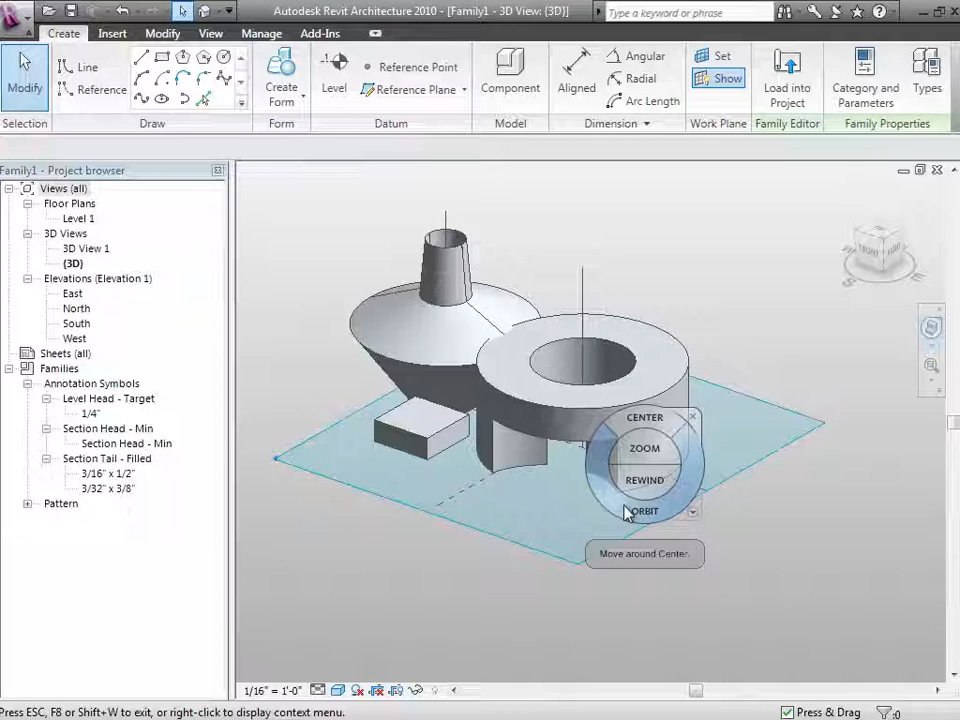 Autodesk Revit Architecture 2010 - [Family1 - 3D View: {3D}]
Type a keyword or phrase
Create Insert Modify View Manage Add-Ins
Modify
Selection
Line
Reference
Draw
Create
Form
Form
Level
Reference Point
Reference Plane
Datum
Component
Model
Aligned
Angular
Radial
Arc Length
Dimension
Set
Show
Work Plane
Load into
Project
Family Editor
Category and
Parameters
Types
Family Properties
Family1 - Project browser
Views (all)
Floor Plans
Level 1
3D Views
3D View 1
{3D}
Elevations (Elevation 1)
East
North
South
West
Sheets (all)
Families
Annotation Symbols
Level Head - Target
1/4"
Section Head - Min
Section Head - Min
Section Tail - Filled
3/16" x 1/2"
3/32" x 3/8"
Pattern
FRONT
CENTER
ZOOM
REWIND
ORBIT
Move around Center.
1/16" = 1'-0"
Press ESC, F8 or Shift+W to exit, or right-click to display context menu.
Press & Drag
:0